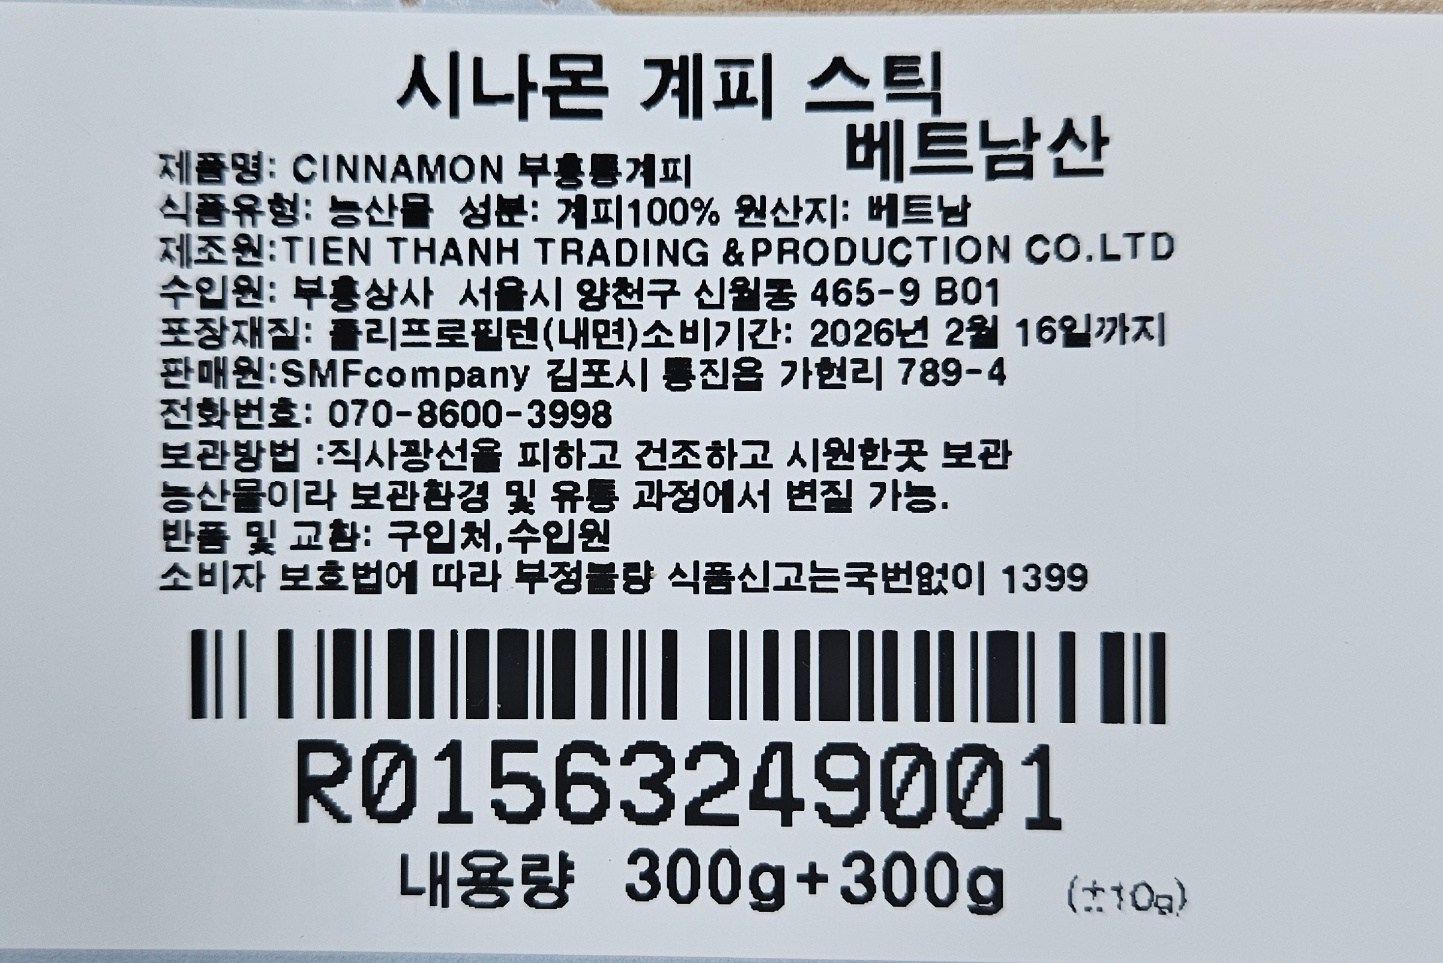 시나몬 계피 스틱
베트남산
제품명: CINNAMON 부흥통계피
식품유형: 농산물 성분: 계피100% 원산지: 베트남
제조원:TIEN THANH TRADING &PRODUCTION CO.LTD
수입원: 부흥상사 서울시 양천구 신월동 465-9 B01
포장재질: 폴리프로필렌(내면)소비기간: 2026년 2월 16일까지
판매원:SMFcompany 김포시 통진읍 가현리 789-4
전화번호: 070-8600-3998
보관방법 :직사광선을 피하고 건조하고 시원한곳 보관
농산물이라 보관환경 및 유통 과정에서 변질 가능.
반품 및 교환: 구입처,수입원
소비자 보호법에 따라 부정불량 식품신고는국번없이 1399
R01563249001
내용량 300g+300g (±10g)